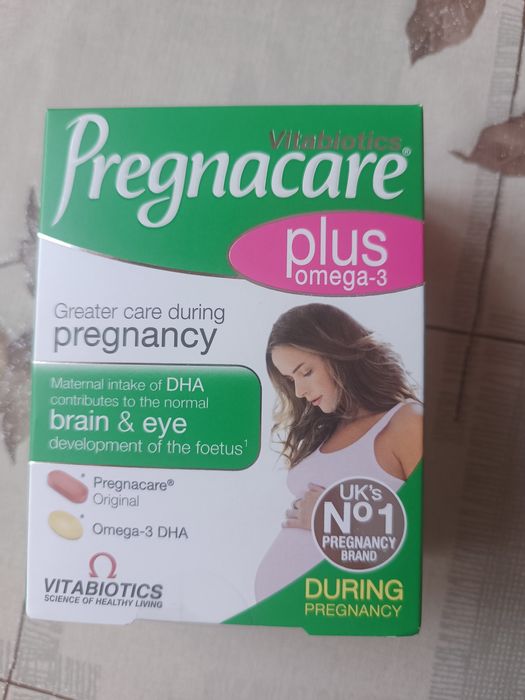 Vitabiotics
Pregnacare®
plus
omega-3
Greater care during
pregnancy
Maternal intake of DHA
contributes to the normal
brain & eye
development of the foetus¹
Pregnacare®
Original
Omega-3 DHA
UK's
No1
PREGNANCY
BRAND
VITABIOTICS
SCIENCE OF HEALTHY LIVING
DURING
PREGNANCY